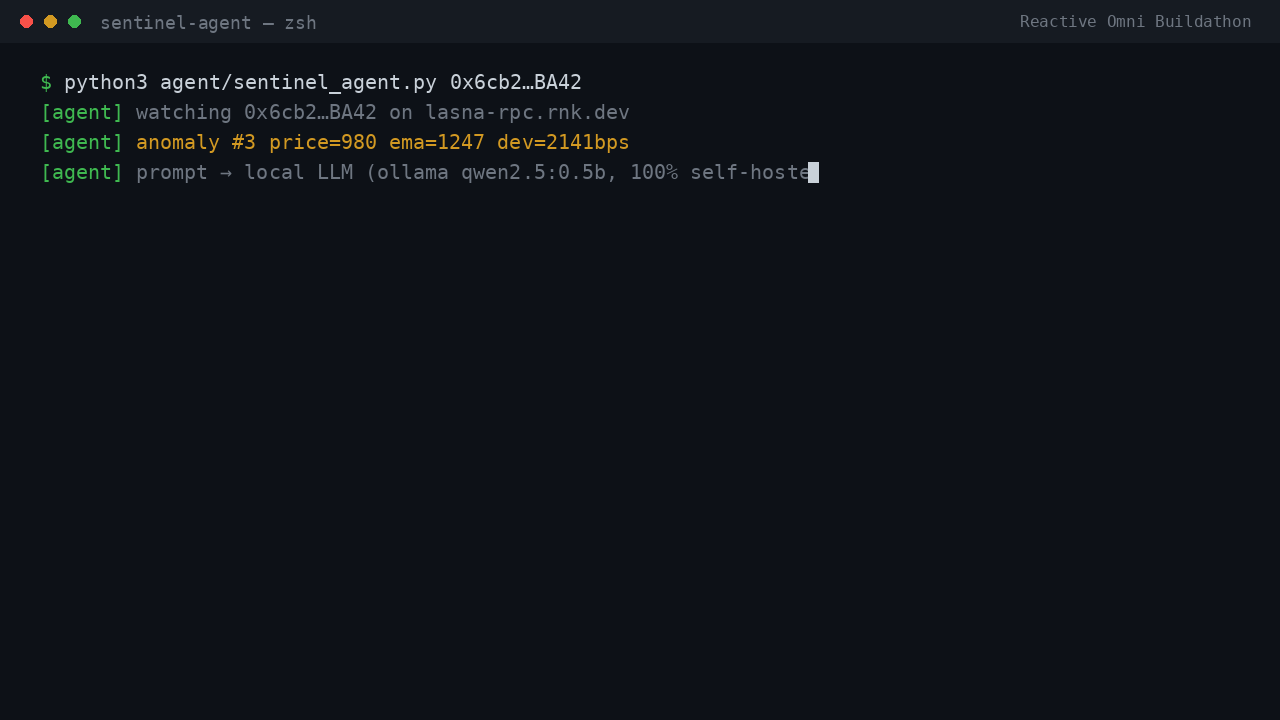 sentinel-agent — zsh
Reactive Omni Buildathon
$ python3 agent/sentinel_agent.py 0x6cb2…BA42
[agent] watching 0x6cb2…BA42 on lasna-rpc.rnk.dev
[agent] anomaly #3 price=980 ema=1247 dev=2141bps
[agent] prompt → local LLM (ollama qwen2.5:0.5b, 100% self-hoste